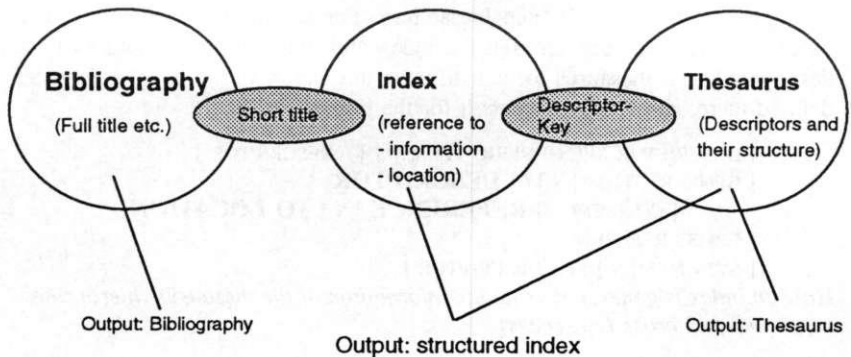 Bibliography
(Full title etc.)
Short title
Index
(reference to
- information
- location)
Descriptor-
Key
Thesaurus
(Descriptors and
their structure)
Output: Bibliography
Output: structured index
Output: Thesaurus